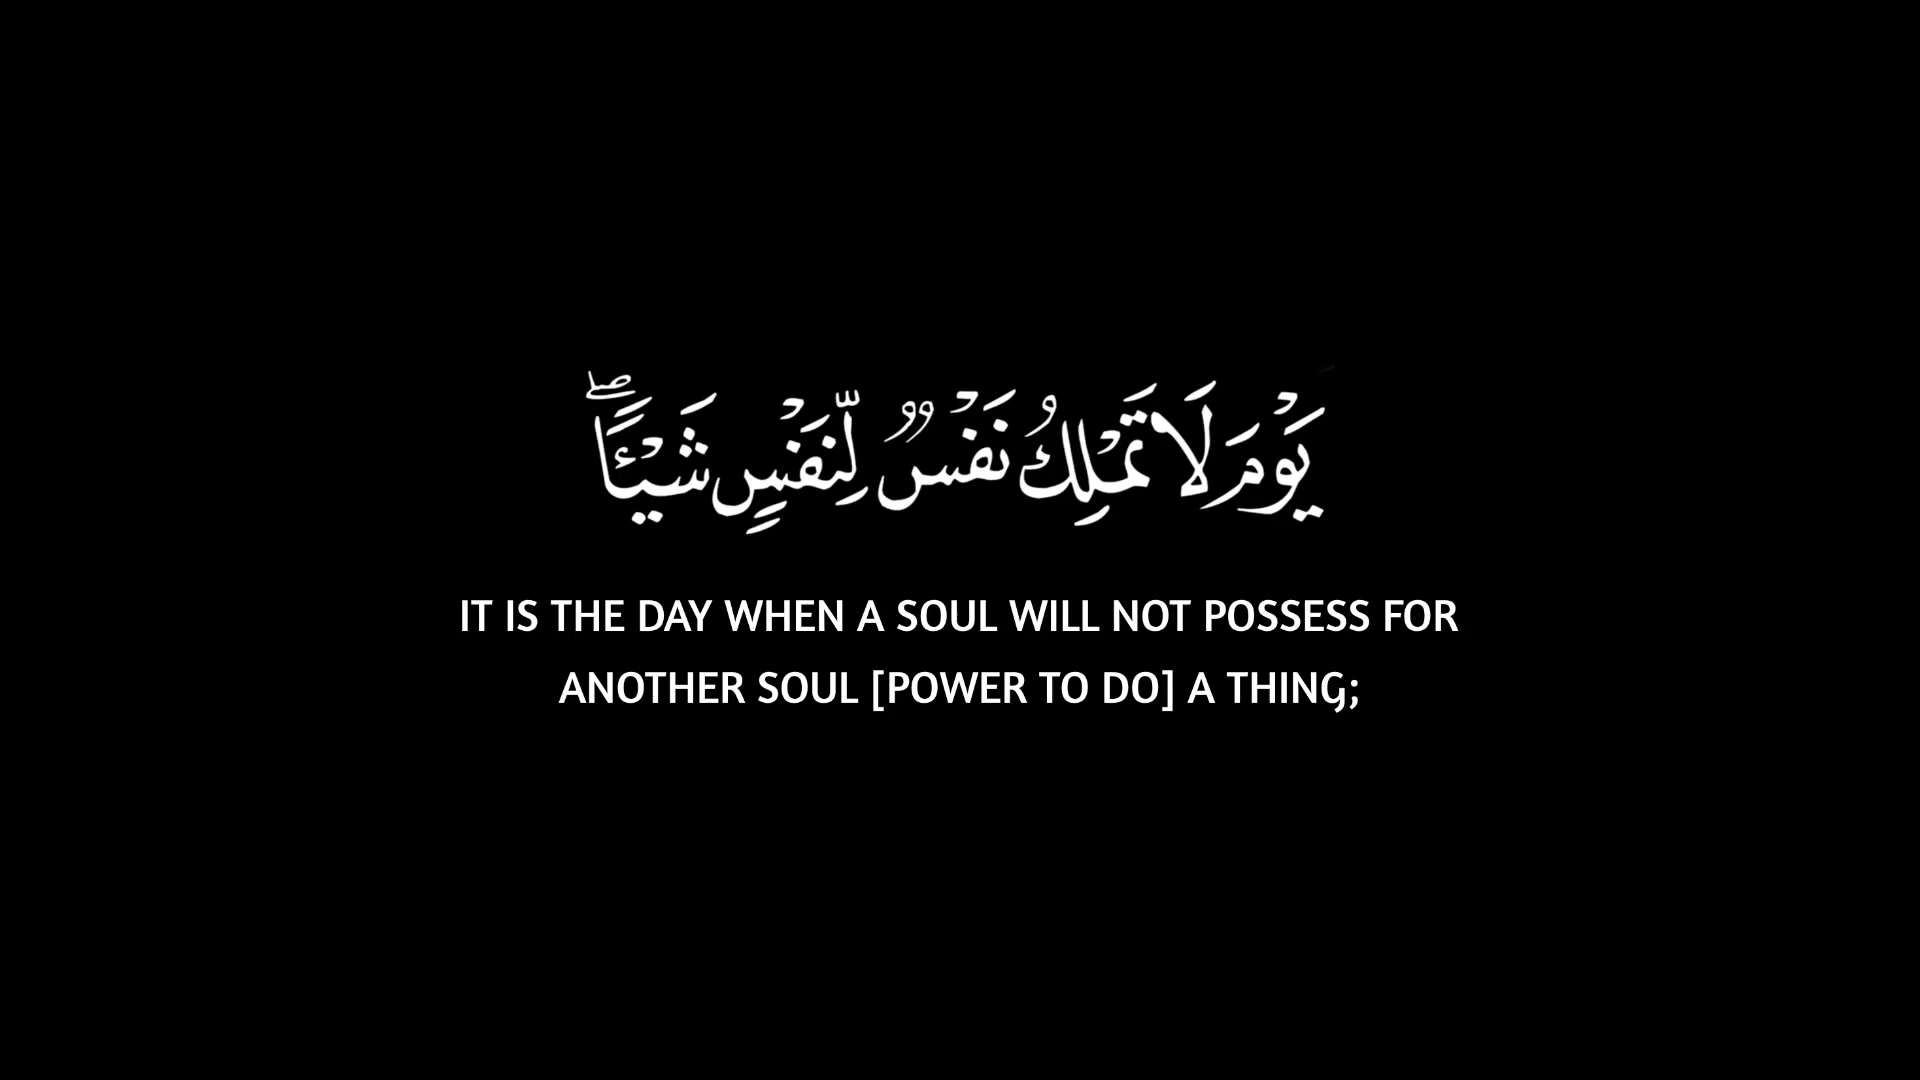 يَوْمَ لَا تَمْلِكُ نَفْسٌ لِّنَفْسٍ شَيْـًٔا ۖ
IT IS THE DAY WHEN A SOUL WILL NOT POSSESS FOR
ANOTHER SOUL [POWER TO DO] A THING;